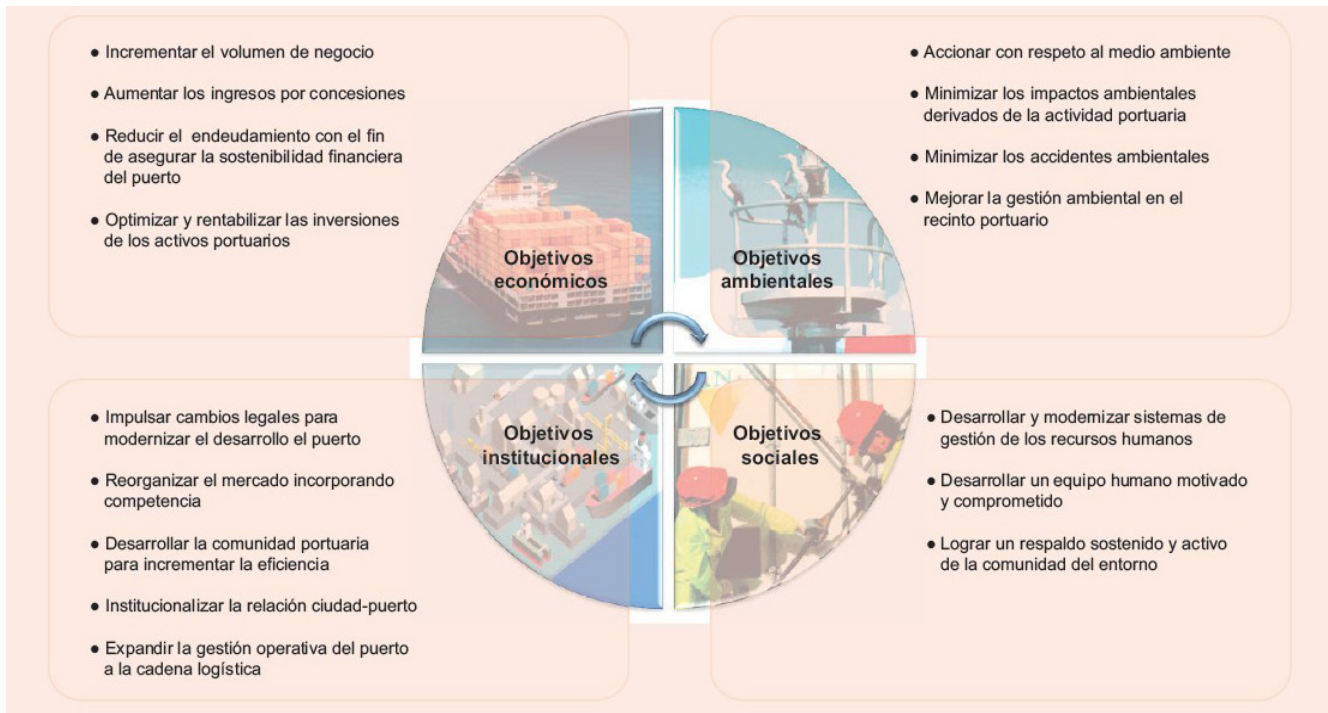 ● Incrementar el volumen de negocio
● Aumentar los ingresos por concesiones
● Reducir el endeudamiento con el fin
de asegurar la sostenibilidad financiera
del puerto
● Optimizar y rentabilizar las inversiones
de los activos portuarios
Objetivos
económicos
● Accionar con respeto al medio ambiente
● Minimizar los impactos ambientales
derivados de la actividad portuaria
● Minimizar los accidentes ambientales
● Mejorar la gestión ambiental en el
recinto portuario
Objetivos
ambientales
● Impulsar cambios legales para
modernizar el desarrollo el puerto
● Reorganizar el mercado incorporando
competencia
● Desarrollar la comunidad portuaria
para incrementar la eficiencia
● Institucionalizar la relación ciudad-puerto
● Expandir la gestión operativa del puerto
a la cadena logística
Objetivos
institucionales
Objetivos
sociales
● Desarrollar y modernizar sistemas de
gestión de los recursos humanos
● Desarrollar un equipo humano motivado
y comprometido
● Lograr un respaldo sostenido y activo
de la comunidad del entorno